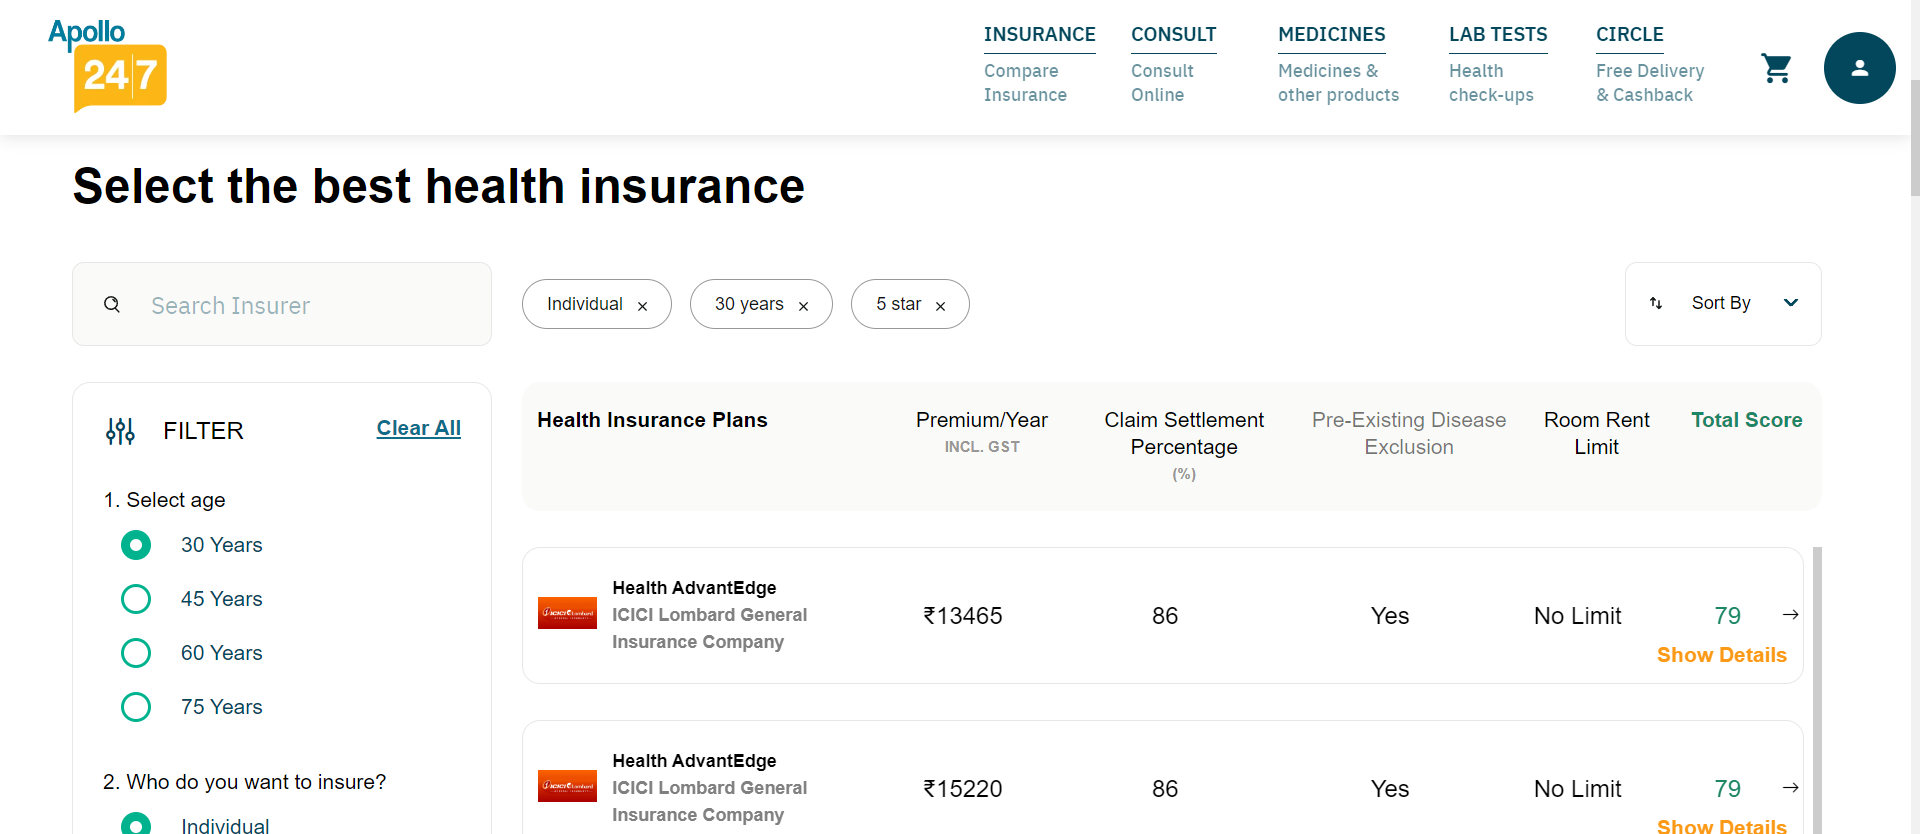 Apollo
24|7
INSURANCE
Compare
Insurance
CONSULT
Consult
Online
MEDICINES
Medicines &
other products
LAB TESTS
Health
check-ups
CIRCLE
Free Delivery
& Cashback
Select the best health insurance
Search Insurer
Individual ×
30 years ×
5 star ×
Sort By
FILTER
Clear All
1. Select age
30 Years
45 Years
60 Years
75 Years
2. Who do you want to insure?
Individual
Health Insurance Plans
Premium/Year
INCL. GST
Claim Settlement
Percentage
(%)
Pre-Existing Disease
Exclusion
Room Rent
Limit
Total Score
ICICI Lombard
Health AdvantEdge
ICICI Lombard General
Insurance Company
₹13465
86
Yes
No Limit
79
Show Details
ICICI Lombard
Health AdvantEdge
ICICI Lombard General
Insurance Company
₹15220
86
Yes
No Limit
79
Show Details